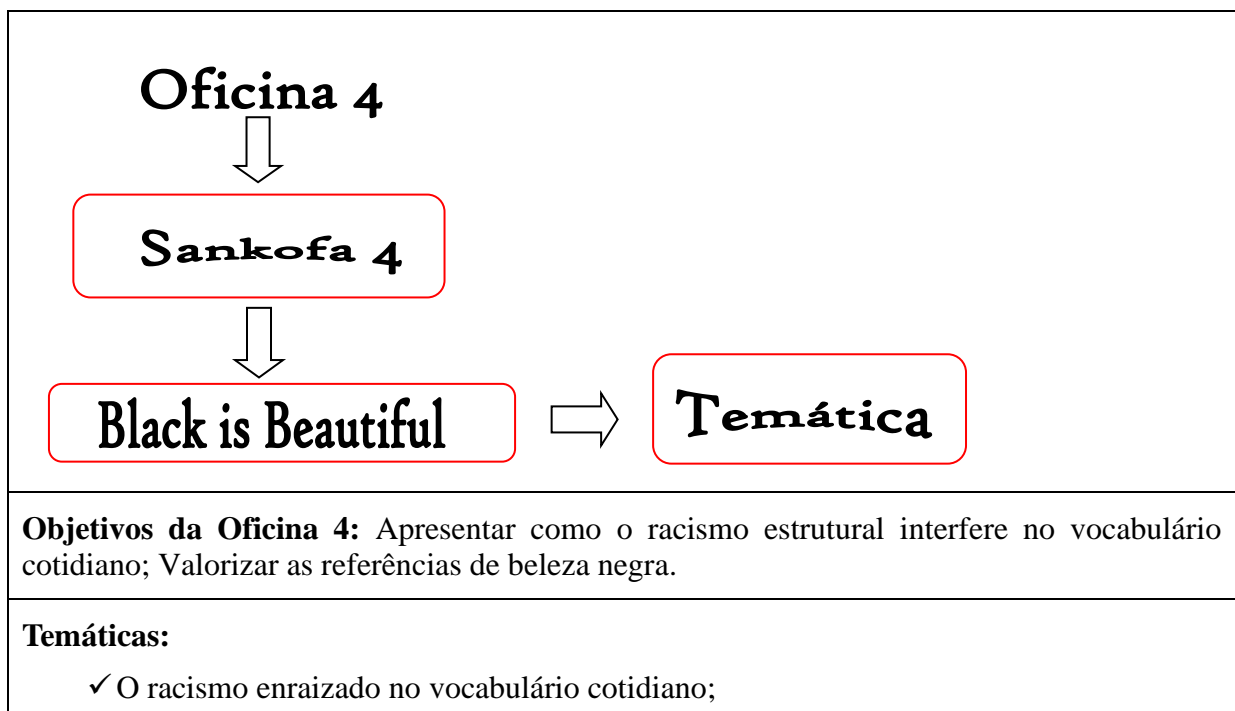 Oficina 4
Sankofa 4
Black is Beautiful
Temática
Objetivos da Oficina 4: Apresentar como o racismo estrutural interfere no vocabulário
cotidiano; Valorizar as referências de beleza negra.
Temáticas:
✓ O racismo enraizado no vocabulário cotidiano;